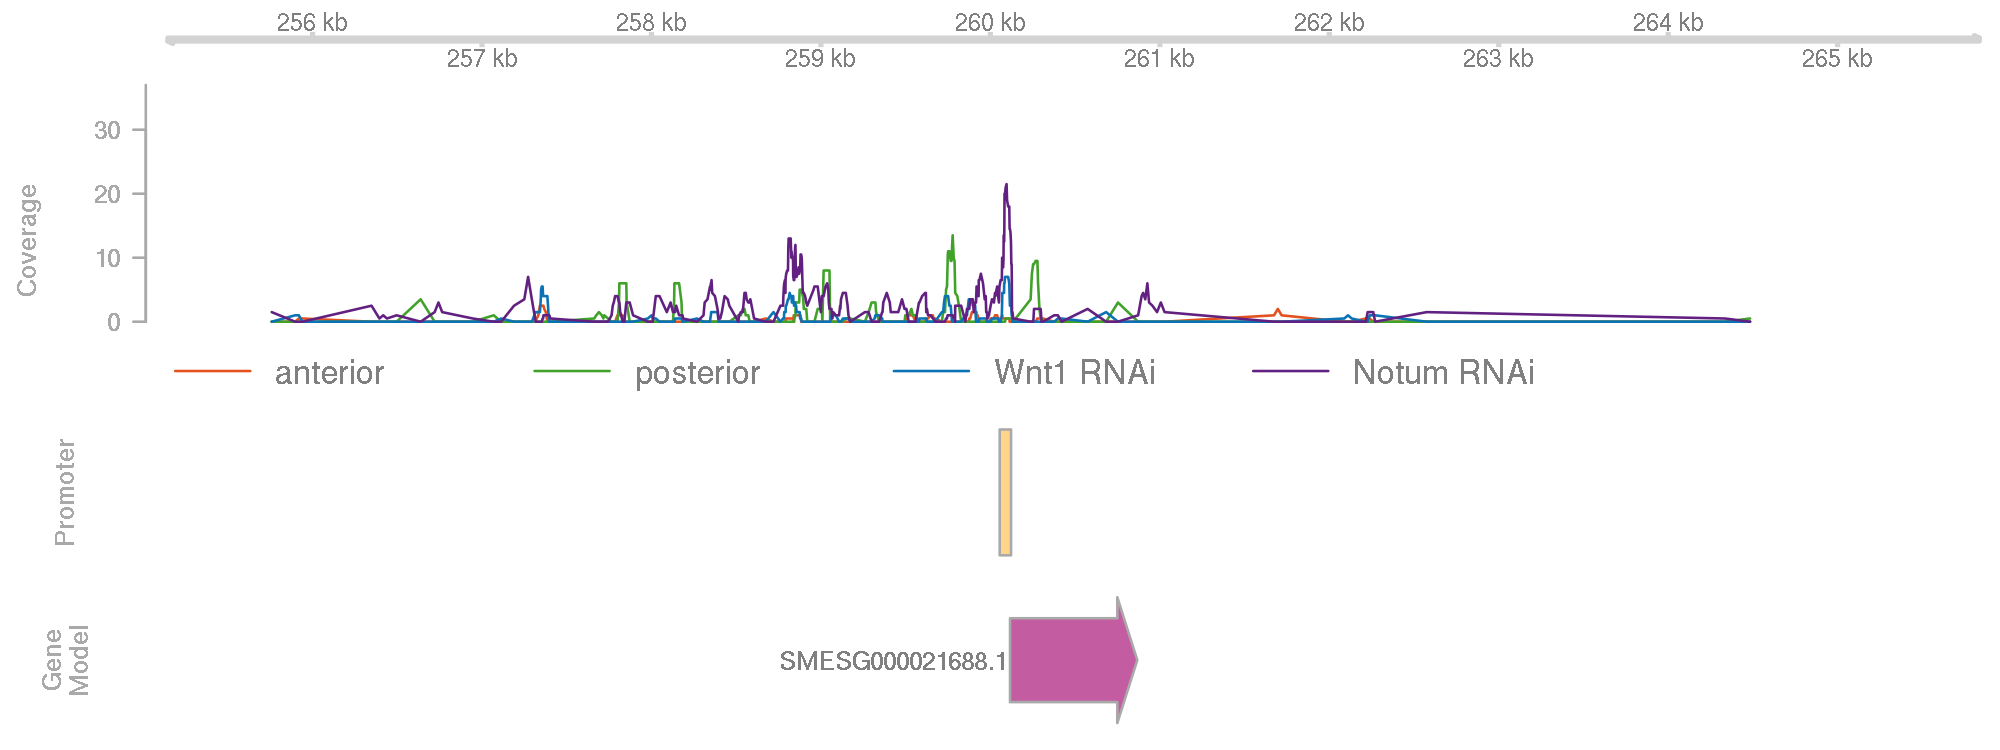 256 kb 258 kb 260 kb 262 kb 264 kb
257 kb 259 kb 261 kb 263 kb 265 kb
Coverage
30
20
10
0
anterior posterior Wnt1 RNAi Notum RNAi
Promoter
Gene
Model
SMESG000021688.1